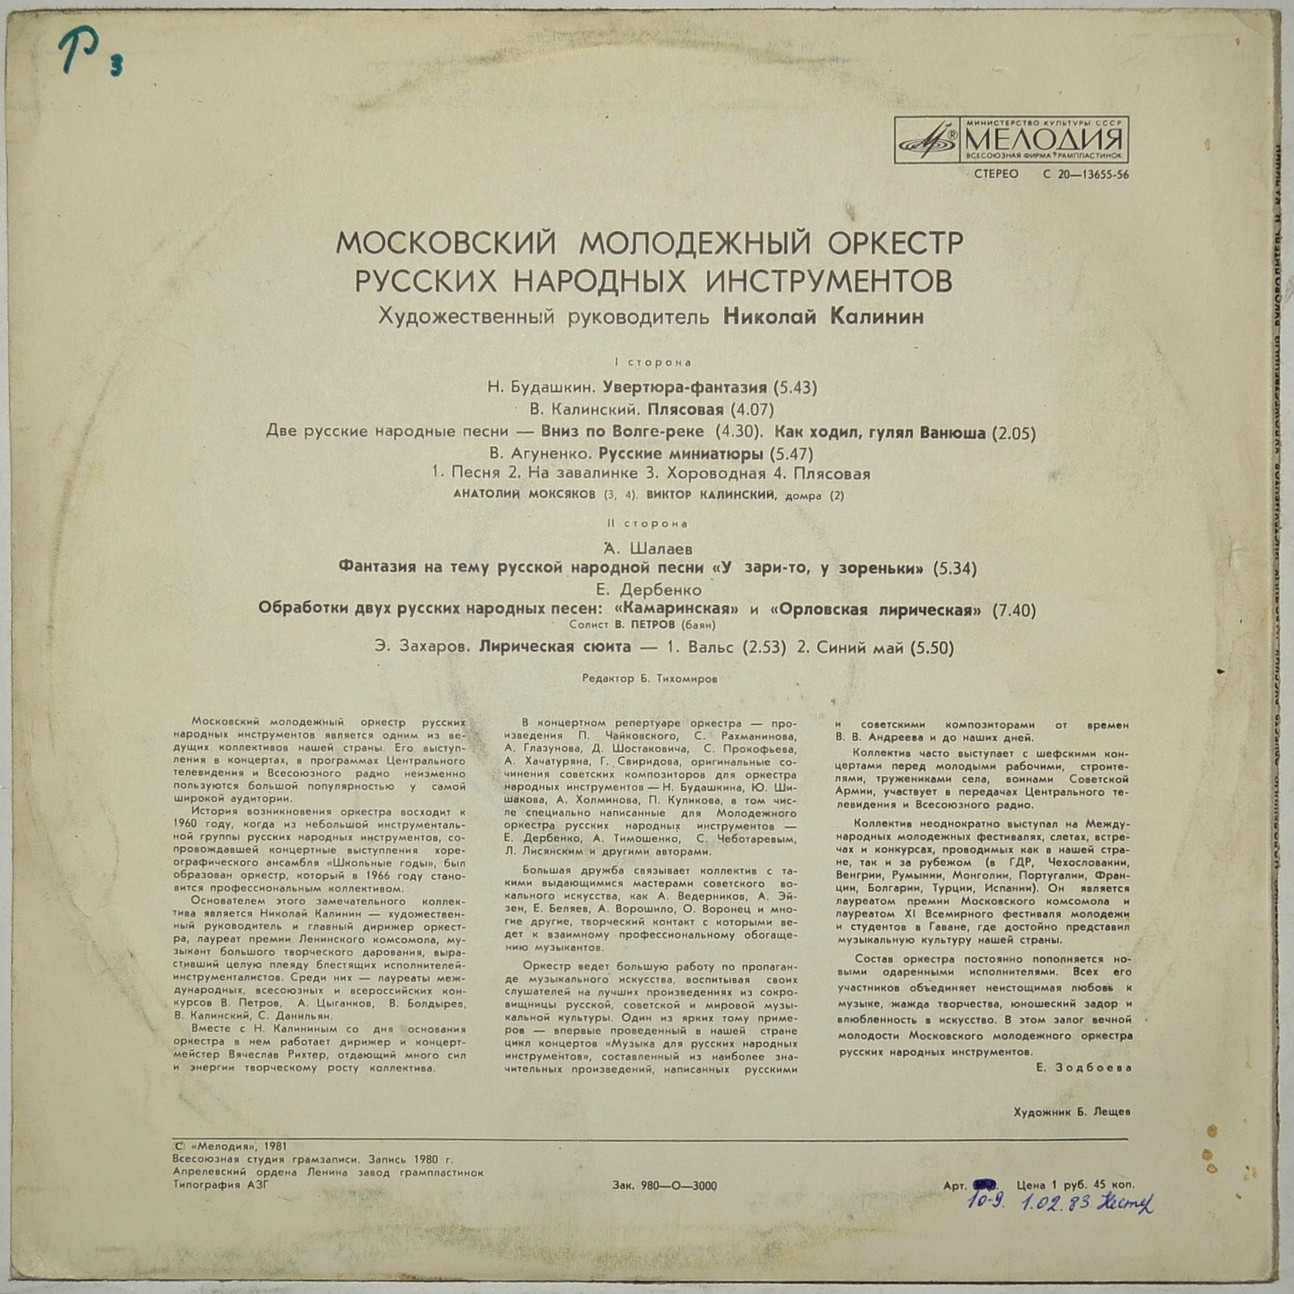 Р з
МИНИСТЕРСТВО КУЛЬТУРЫ СССР
МЕЛОДИЯ
ВСЕСОЮЗНАЯ ФИРМА ГРАМПЛАСТИНОК
СТЕРЕО С 20—13655-56
МОСКОВСКИЙ МОЛОДЕЖНЫЙ ОРКЕСТР
РУССКИХ НАРОДНЫХ ИНСТРУМЕНТОВ
Художественный руководитель Николай Калинин
I сторона
Н. Будашкин. Увертюра-фантазия (5.43)
В. Калинский. Плясовая (4.07)
Две русские народные песни — Вниз по Волге-реке (4.30). Как ходил, гулял Ванюша (2.05)
В. Агуненко. Русские миниатюры (5.47)
1. Песня 2. На завалинке 3. Хороводная 4. Плясовая
АНАТОЛИЙ МОКСЯКОВ (3, 4). ВИКТОР КАЛИНСКИЙ, домра (2)
II сторона
А. Шалаев
Фантазия на тему русской народной песни «У зари-то, у зореньки» (5.34)
Е. Дербенко
Обработки двух русских народных песен: «Камаринская» и «Орловская лирическая» (7.40)
Солист В. ПЕТРОВ (баян)
Э. Захаров. Лирическая сюита — 1. Вальс (2.53) 2. Синий май (5.50)
Редактор Б. Тихомиров
Московский молодежный оркестр русских
народных инструментов является одним из ве-
дущих коллективов нашей страны. Его выступ-
ления в концертах, в программах Центрального
телевидения и Всесоюзного радио неизменно
пользуются большой популярностью у самой
широкой аудитории.
История возникновения оркестра восходит к
1960 году, когда из небольшой инструменталь-
ной группы русских народных инструментов, со-
провождавшей концертные выступления хоре-
ографического ансамбля «Школьные годы», был
образован оркестр, который в 1966 году стано-
вится профессиональным коллективом.
Основателем этого замечательного коллек-
тива является Николай Калинин — художествен-
ный руководитель и главный дирижер оркест-
ра, лауреат премии Ленинского комсомола, му-
зыкант большого творческого дарования, выра-
стивший целую плеяду блестящих исполнителей-
инструменталистов. Среди них — лауреаты меж-
дународных, всесоюзных и всероссийских кон-
курсов В. Петров, А. Цыганков, В. Болдырев,
В. Калинский, С. Данильян.
Вместе с Н. Калининым со дня основания
оркестра в нем работает дирижер и концерт-
мейстер Вячеслав Рихтер, отдающий много сил
и энергии творческому росту коллектива.
В концертном репертуаре оркестра — про-
изведения П. Чайковского, С. Рахманинова,
А. Глазунова, Д. Шостаковича, С. Прокофьева,
А. Хачатуряна, Г. Свиридова, оригинальные со-
чинения советских композиторов для оркестра
народных инструментов — Н. Будашкина, Ю. Ши-
шакова, А. Холминова, П. Куликова, в том чис-
ле специально написанные для Молодежного
оркестра русских народных инструментов —
Е. Дербенко, А. Тимошенко, С. Чеботаревым,
Л. Лисянским и другими авторами.
Большая дружба связывает коллектив с та-
кими выдающимися мастерами советского во-
кального искусства, как А. Ведерников, А. Эй-
зен, Е. Беляев, А. Ворошило, О. Воронец и мно-
гие другие, творческий контакт с которыми ве-
дет к взаимному профессиональному обогаще-
нию музыкантов.
Оркестр ведет большую работу по пропаган-
де музыкального искусства, воспитывая своих
слушателей на лучших произведениях из сокро-
вищницы русской, советской и мировой музы-
кальной культуры. Один из ярких тому приме-
ров — впервые проведенный в нашей стране
цикл концертов «Музыка для русских народных
инструментов», составленный из наиболее зна-
чительных произведений, написанных русскими
и советскими композиторами от времен
В. В. Андреева и до наших дней.
Коллектив часто выступает с шефскими кон-
цертами перед молодыми рабочими, строите-
лями, тружениками села, воинами Советской
Армии, участвует в передачах Центрального те-
левидения и Всесоюзного радио.
Коллектив неоднократно выступал на Между-
народных молодежных фестивалях, слетах, встре-
чах и конкурсах, проводимых как в нашей стра-
не, так и за рубежом (в ГДР, Чехословакии,
Венгрии, Румынии, Монголии, Португалии, Фран-
ции, Болгарии, Турции, Испании). Он является
лауреатом премии Московского комсомола и
лауреатом XI Всемирного фестиваля молодежи
и студентов в Гаване, где достойно представил
музыкальную культуру нашей страны.
Состав оркестра постоянно пополняется но-
выми одаренными исполнителями. Всех его
участников объединяет неистощимая любовь к
музыке, жажда творчества, юношеский задор и
влюбленность в искусство. В этом залог вечной
молодости Московского молодежного оркестра
русских народных инструментов.
Е. Зодбоева
Художник Б. Лещев
© «Мелодия», 1981
Всесоюзная студия грамзаписи. Запись 1980 г.
Апрелевский ордена Ленина завод грампластинок
Типография АЗГ
Зак. 980—О—3000
Арт. Цена 1 руб. 45 коп.
10-9. 1.02.83.